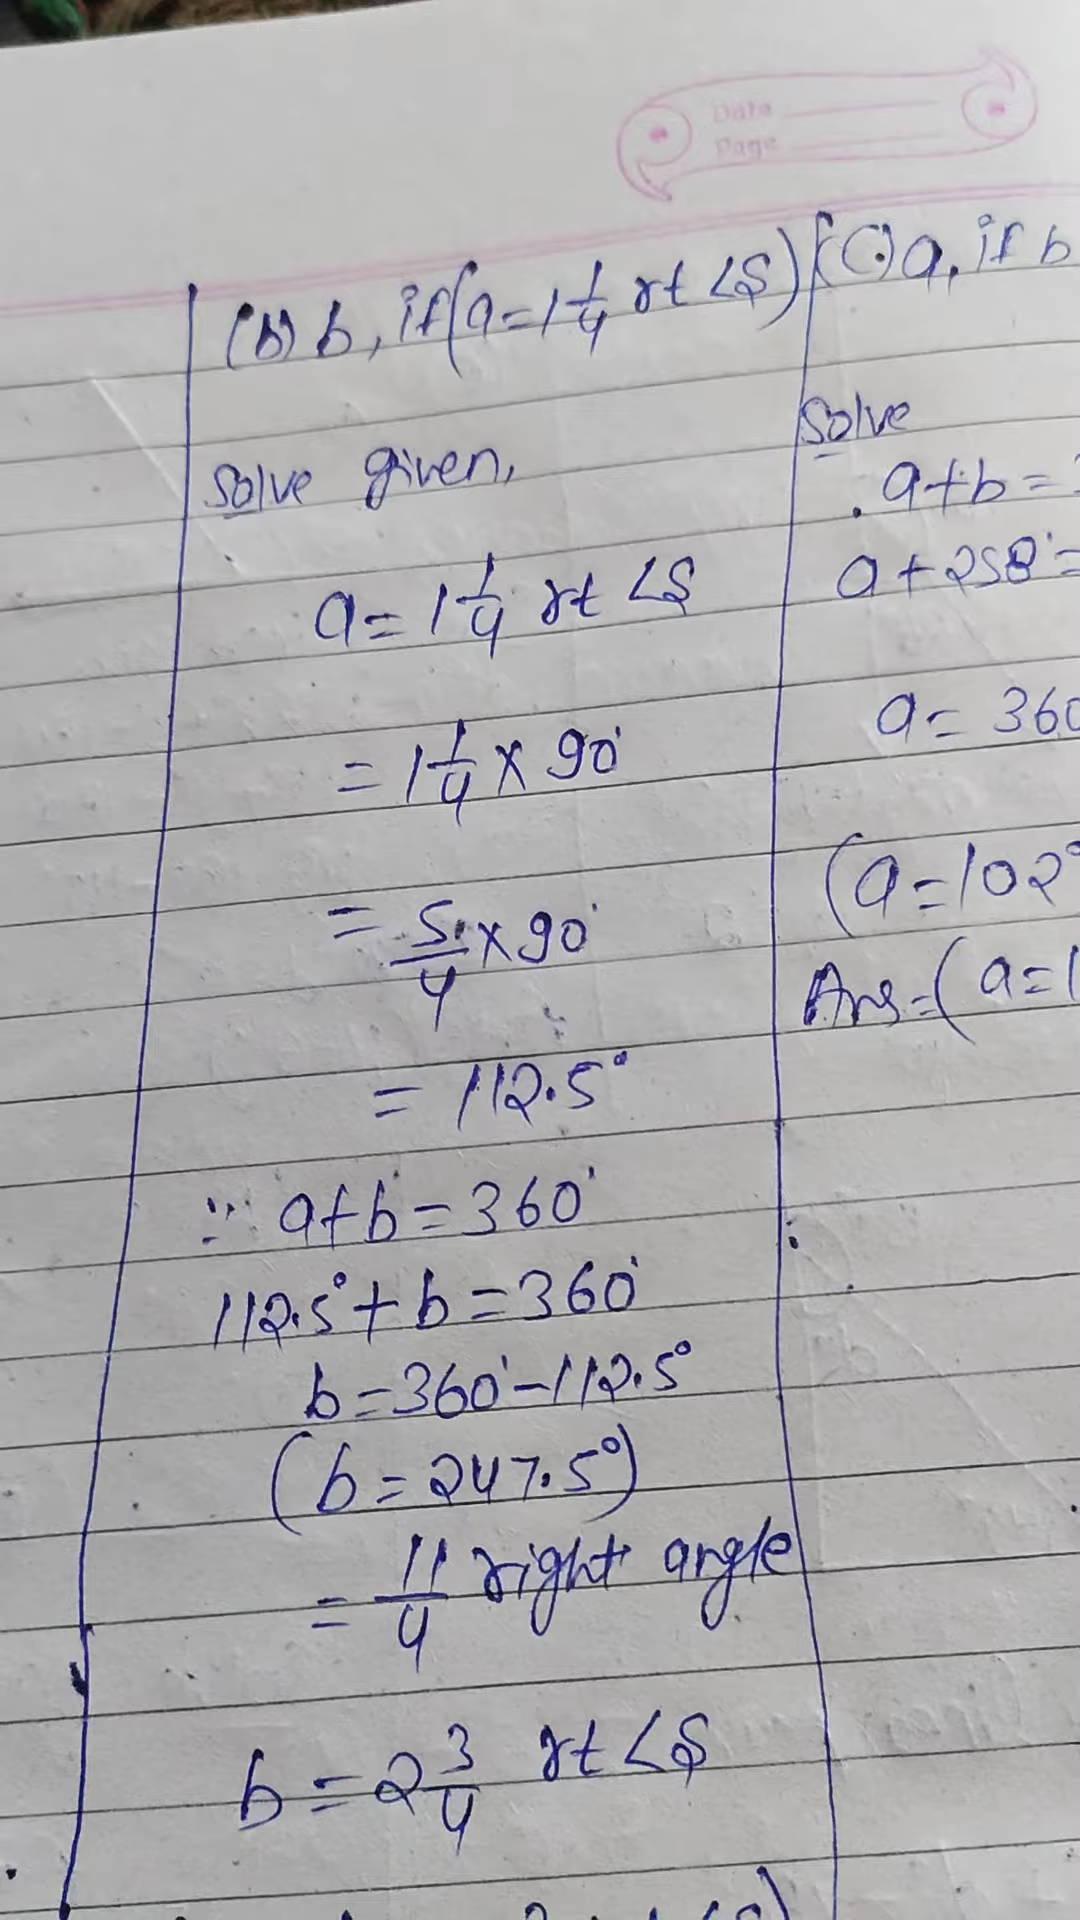 Date
Page
(b) b, if (a = 1 1/4 rt ∠S)
Solve given,
a = 1 1/4 rt ∠S
= 1 1/4 × 90°
= 5/4 × 90°
= 112.5°
∵ a+b = 360°
112.5° + b = 360°
b = 360° - 112.5°
(b = 247.5°)
= 11/4 right angle
b = 2 3/4 rt ∠S
(C) a, if b
Solve
a+b =
a + 258° =
a = 360
(a = 102°
Ans = (a = 1